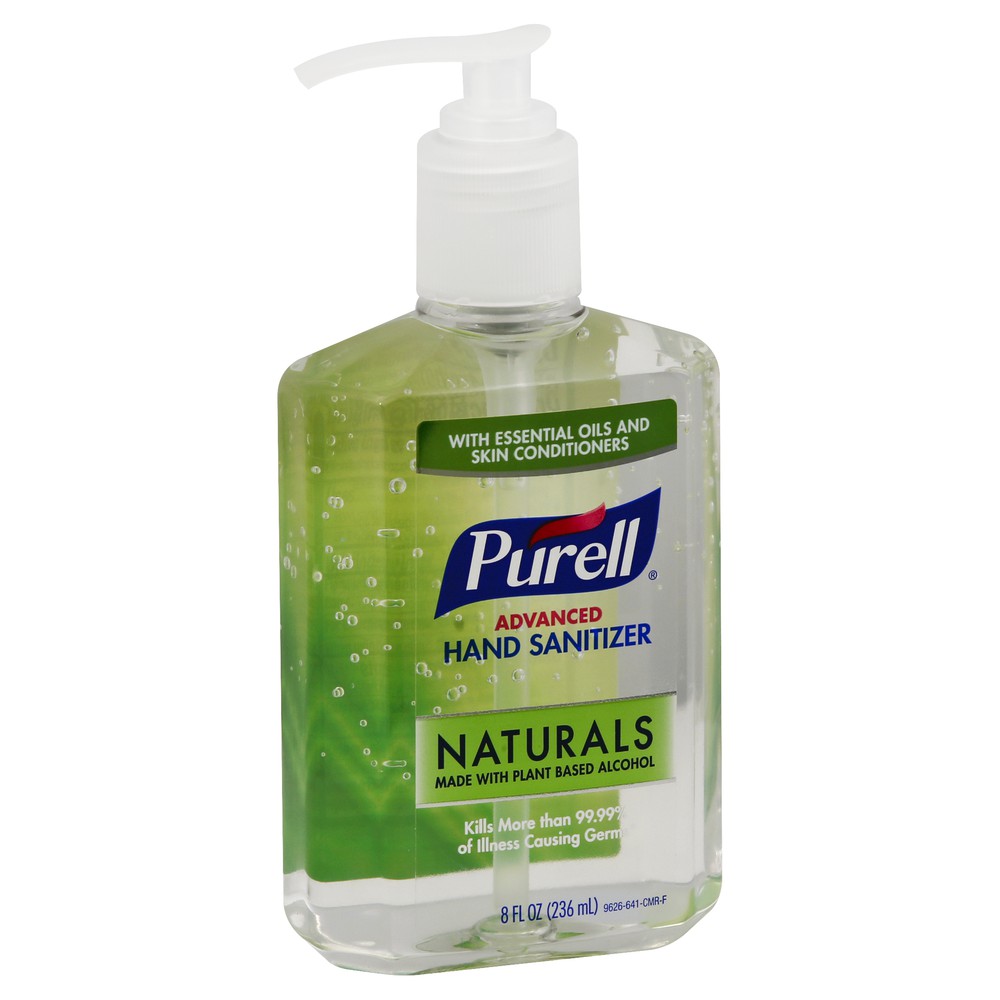 WITH ESSENTIAL OILS AND
SKIN CONDITIONERS
Purell®
ADVANCED
HAND SANITIZER
NATURALS
MADE WITH PLANT BASED ALCOHOL
Kills More than 99.99%
of Illness Causing Germ
8 FL OZ (236 mL) 9626-641-CMR-F